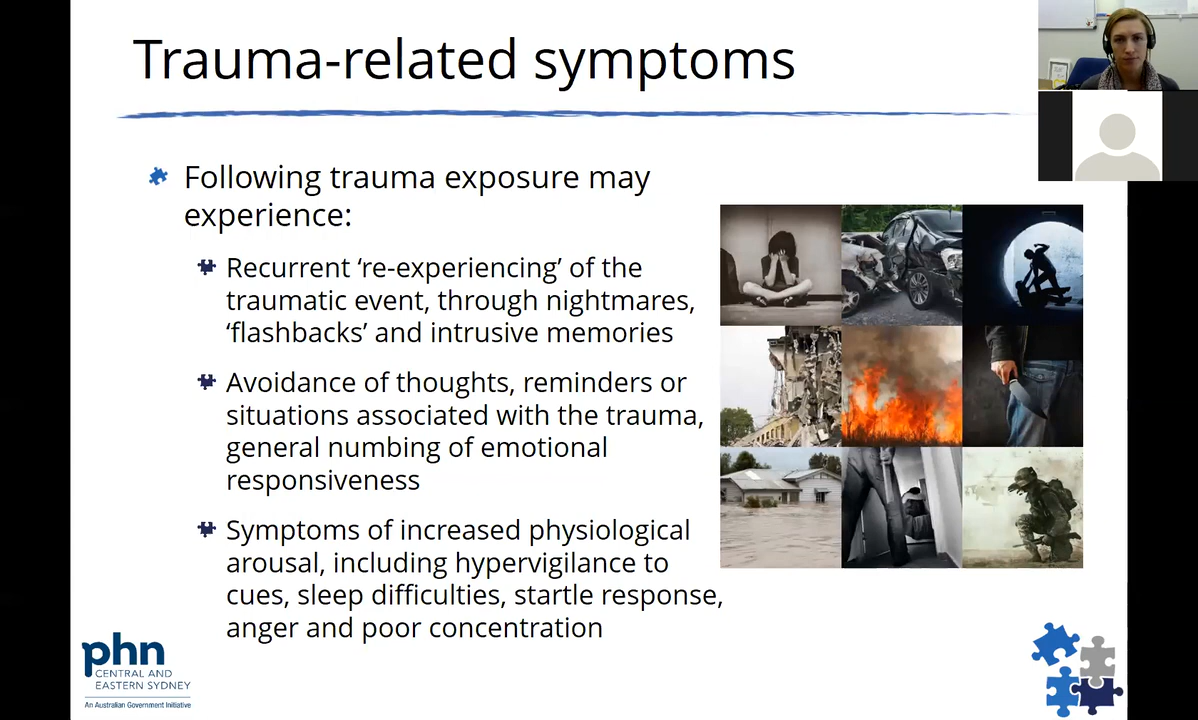 Trauma-related symptoms
Following trauma exposure may
experience:
Recurrent ‘re-experiencing’ of the
traumatic event, through nightmares,
‘flashbacks’ and intrusive memories
Avoidance of thoughts, reminders or
situations associated with the trauma,
general numbing of emotional
responsiveness
Symptoms of increased physiological
arousal, including hypervigilance to
cues, sleep difficulties, startle response,
anger and poor concentration
phn
CENTRAL AND
EASTERN SYDNEY
An Australian Government Initiative